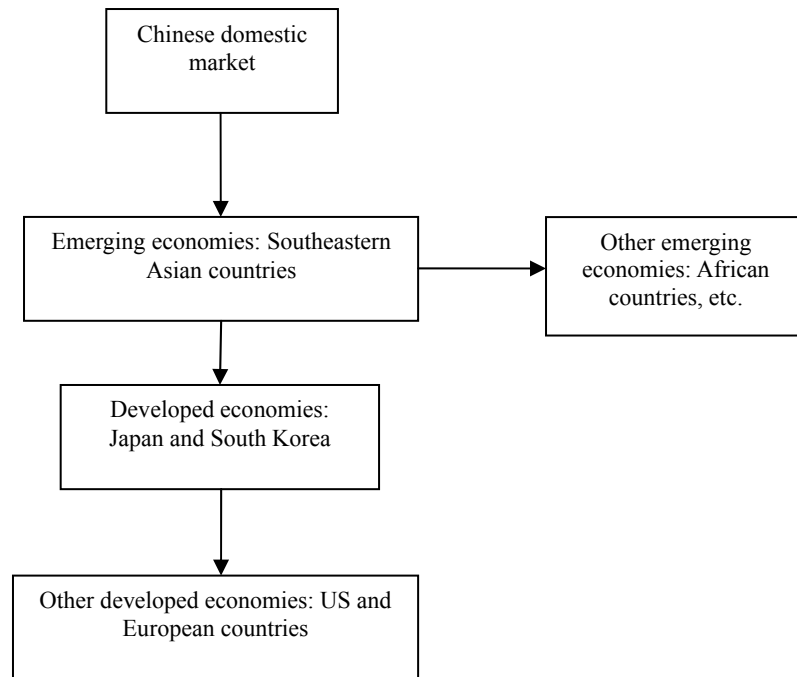 Chinese domestic
market
Emerging economies: Southeastern
Asian countries
Other emerging
economies: African
countries, etc.
Developed economies:
Japan and South Korea
Other developed economies: US and
European countries